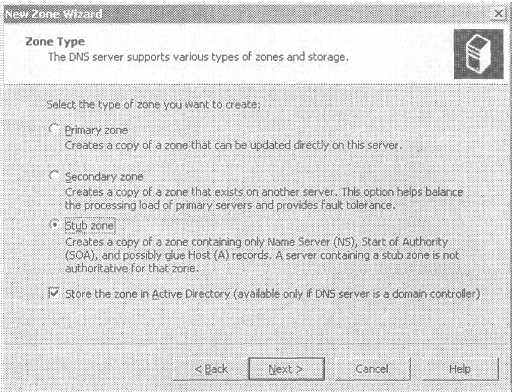 New Zone Wizard
Zone Type
The DNS server supports various types of zones and storage.
Select the type of zone you want to create:
Primary zone
Creates a copy of a zone that can be updated directly on this server.
Secondary zone
Creates a copy of a zone that exists on another server. This option helps balance
the processing load of primary servers and provides fault tolerance.
Stub zone
Creates a copy of a zone containing only Name Server (NS), Start of Authority
(SOA), and possibly glue Host (A) records. A server containing a stub zone is not
authoritative for that zone.
Store the zone in Active Directory (available only if DNS server is a domain controller)
< Back
Next >
Cancel
Help